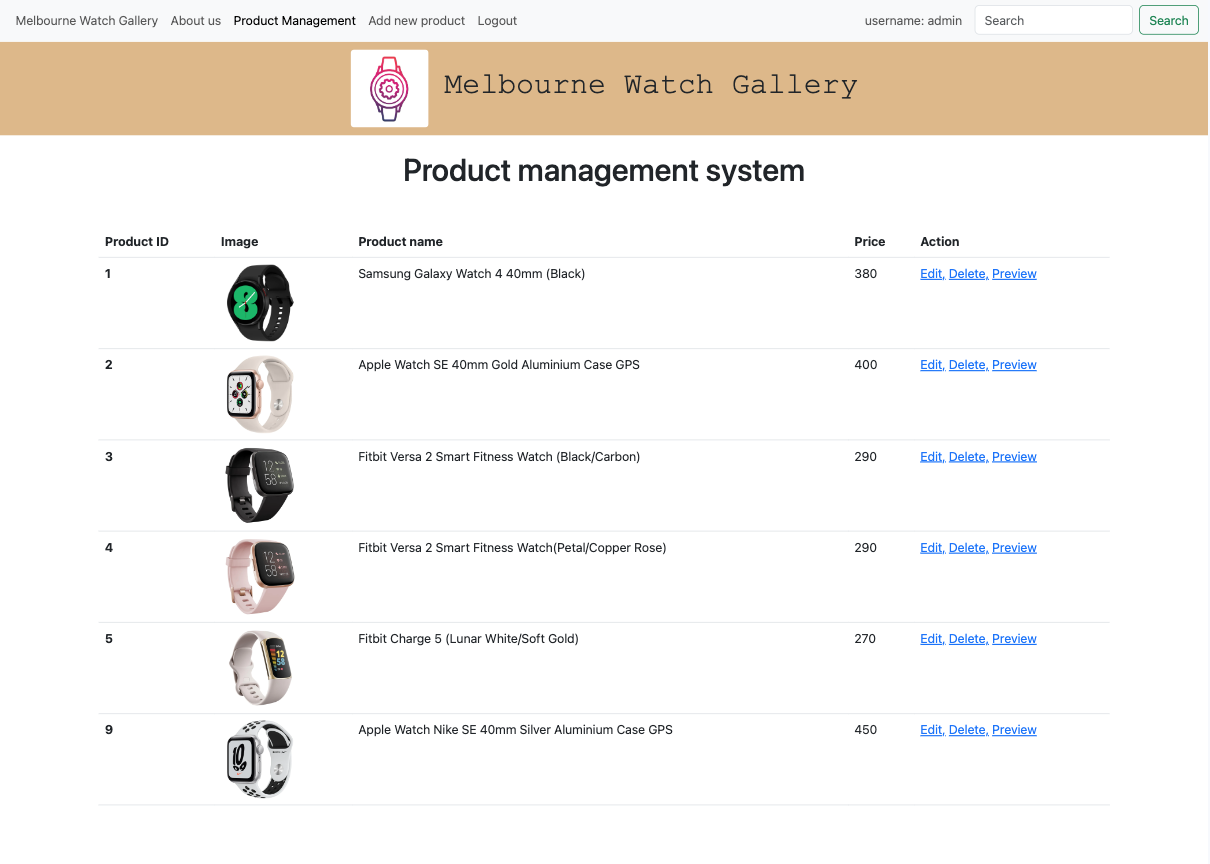 Melbourne Watch Gallery About us Product Management Add new product Logout username: admin Search Search
Melbourne Watch Gallery
Product management system
Product ID Image Product name Price Action
1 Samsung Galaxy Watch 4 40mm (Black) 380 Edit, Delete, Preview
2 Apple Watch SE 40mm Gold Aluminium Case GPS 400 Edit, Delete, Preview
3 Fitbit Versa 2 Smart Fitness Watch (Black/Carbon) 290 Edit, Delete, Preview
4 Fitbit Versa 2 Smart Fitness Watch(Petal/Copper Rose) 290 Edit, Delete, Preview
5 Fitbit Charge 5 (Lunar White/Soft Gold) 270 Edit, Delete, Preview
9 Apple Watch Nike SE 40mm Silver Aluminium Case GPS 450 Edit, Delete, Preview